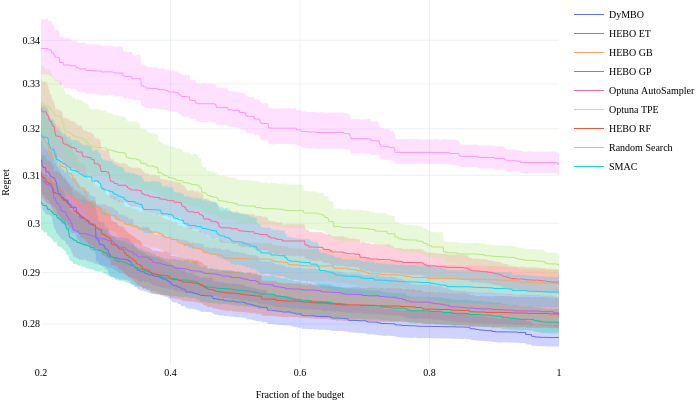 0.34
0.33
0.32
0.31
0.3
0.29
0.28
Regret
0.2 0.4 0.6 0.8 1
Fraction of the budget
DyMBO
HEBO ET
HEBO GB
HEBO GP
Optuna AutoSampler
Optuna TPE
HEBO RF
Random Search
SMAC